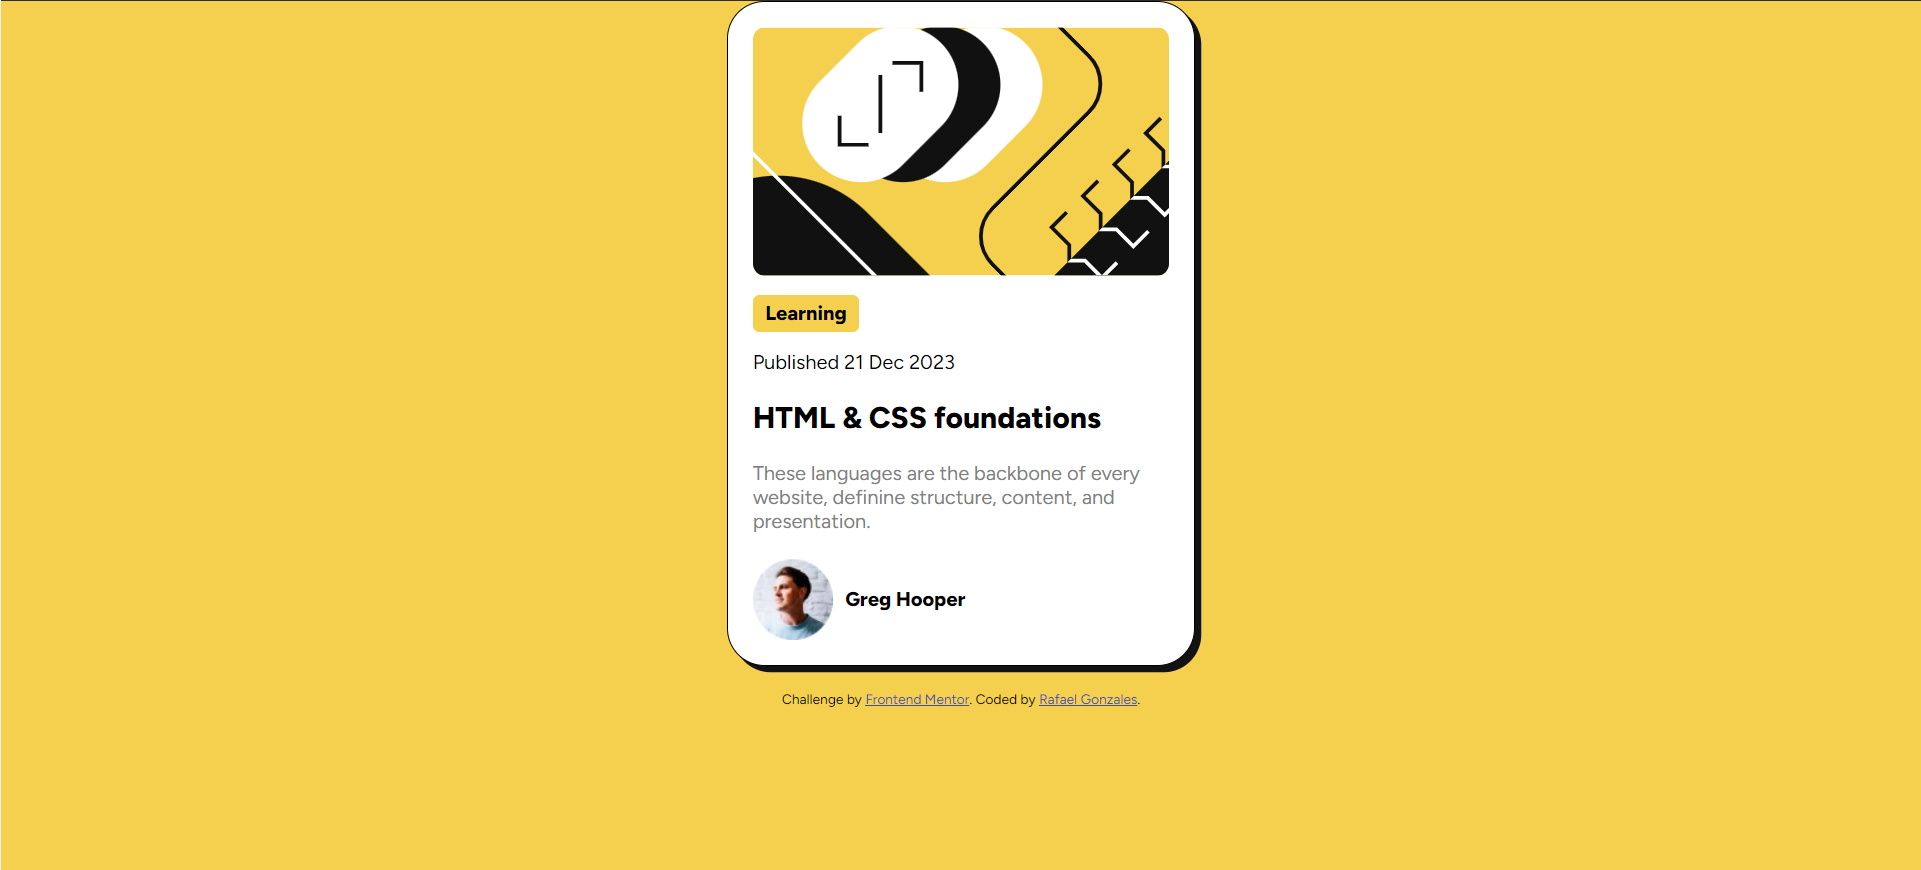 Learning
Published 21 Dec 2023
HTML & CSS foundations
These languages are the backbone of every
website, definine structure, content, and
presentation.
Greg Hooper
Challenge by Frontend Mentor. Coded by Rafael Gonzales.